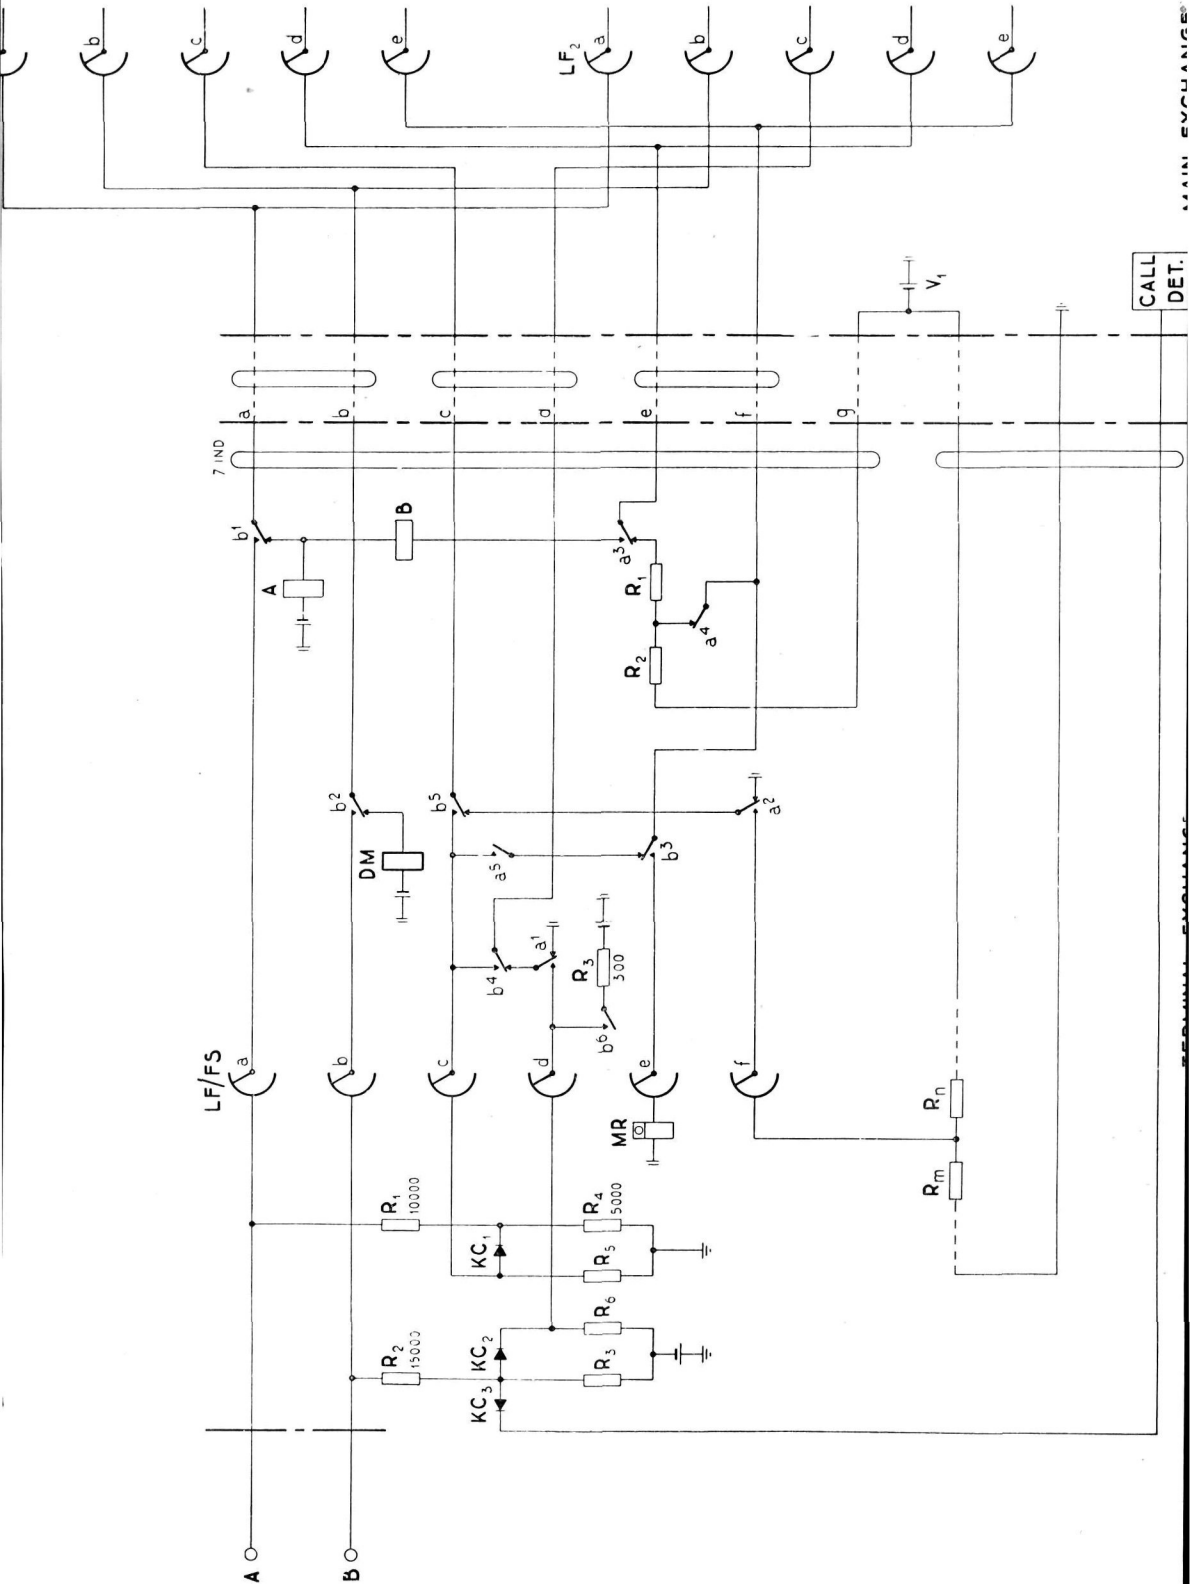 b
c
d
e
LF₂
a
b
c
d
e
MAIN EXCHANGE
CALL
DET.
V₁
a
b
c
d
e
f
g
7 IND
b¹
A
B
a³
R₁
a⁴
R₂
b²
DM
b⁵
a²
a⁵
b³
b⁴
a¹
R₃
300
b⁶
LF/FS
a
b
c
d
e
f
MR
Rm
Rn
R₁
10000
KC₁
R₄
5000
R₅
R₆
R₂
15000
KC₂
KC₃
R₃
A
B